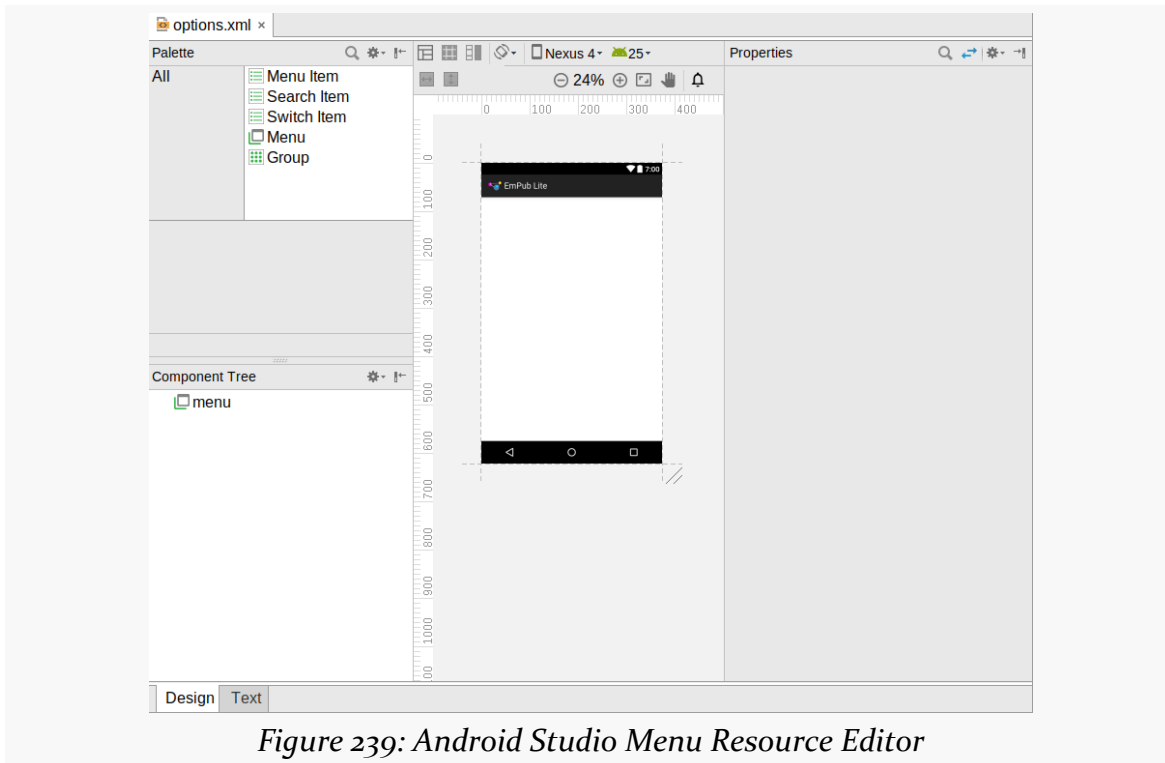 options.xml ×
Palette
Nexus 4
25
Properties
All
Menu Item
Search Item
Switch Item
Menu
Group
24%
0 100 200 300 400
7:00
EmPub Lite
0
100
200
300
400
500
600
700
800
900
1000
00
Component Tree
menu
Design Text
Figure 239: Android Studio Menu Resource Editor